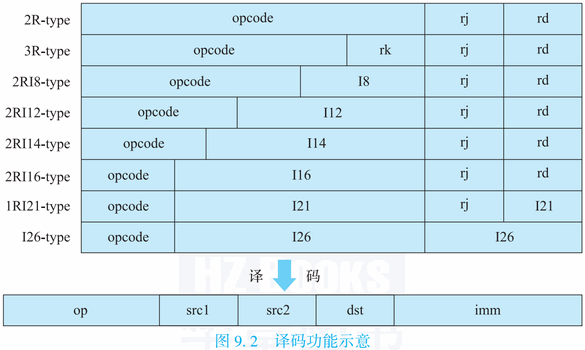 2R-type opcode rj rd
3R-type opcode rk rj rd
2RI8-type opcode I8 rj rd
2RI12-type opcode I12 rj rd
2RI14-type opcode I14 rj rd
2RI16-type opcode I16 rj rd
1RI21-type opcode I21 rj I21
I26-type opcode I26 I26
HZ BOOKS
译 码
op src1 src2 dst imm
图 9.2 译码功能示意